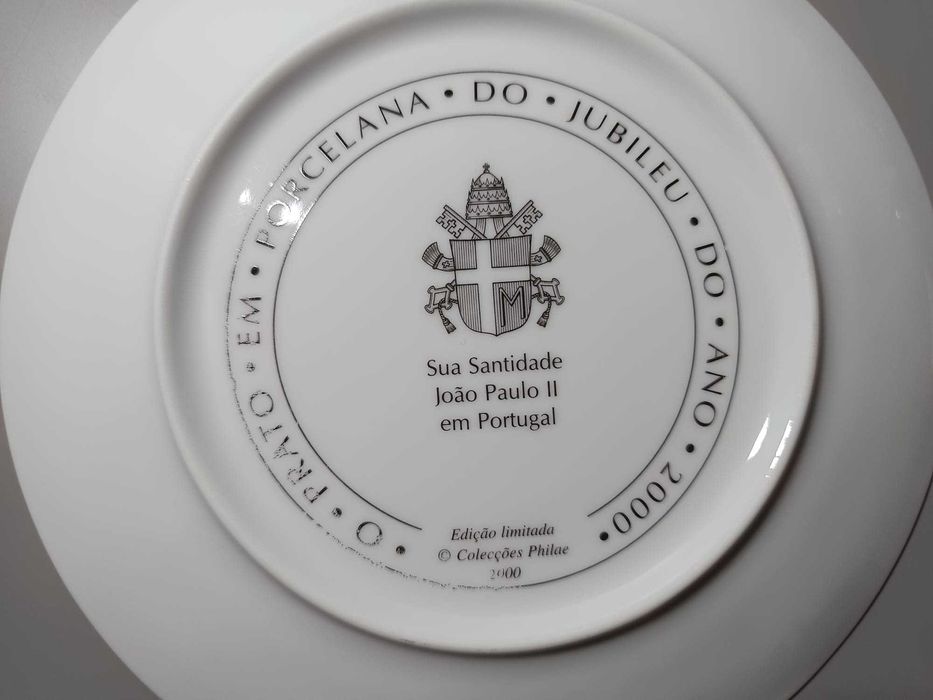 O • PRATO • EM • PORCELANA • DO • JUBILEU • DO • ANO • 2000 •
M
Sua Santidade
João Paulo II
em Portugal
Edição limitada
© Colecções Philae
2000